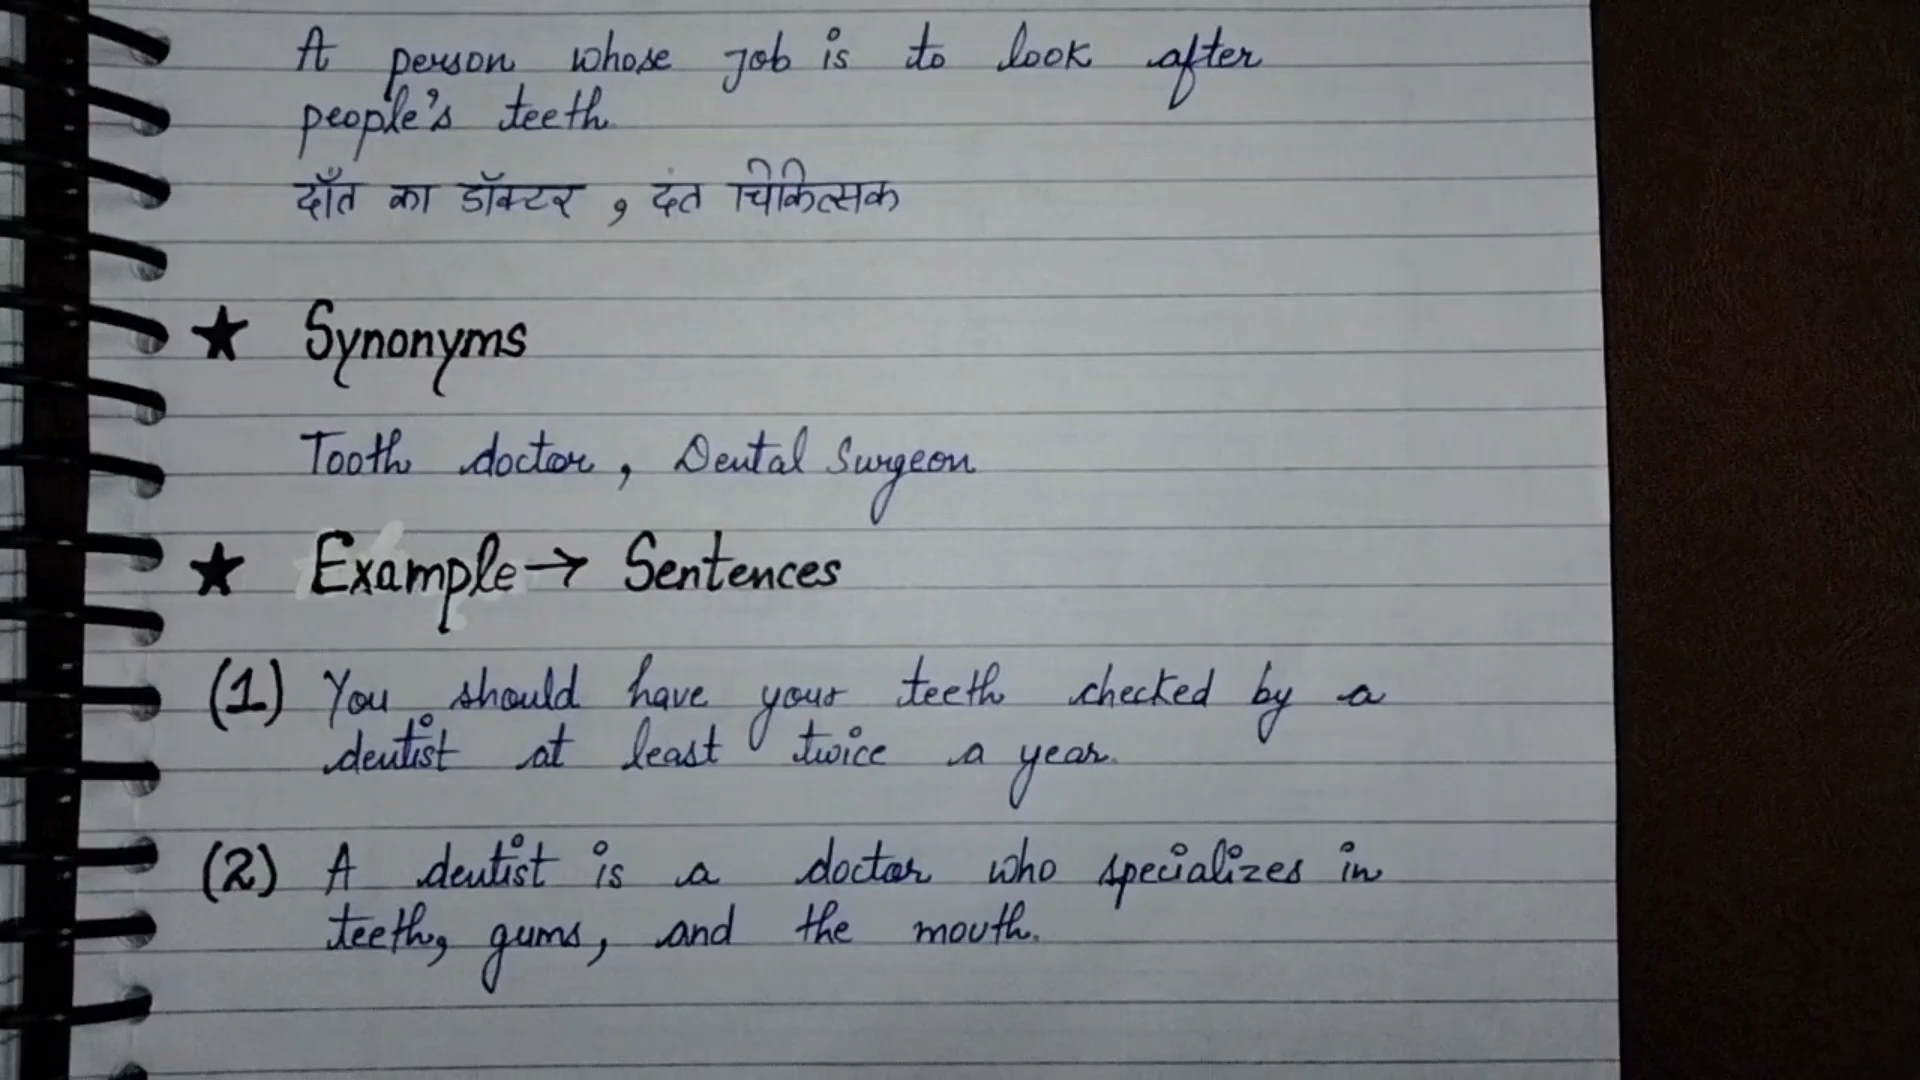 A person whose job is to look after
people's teeth.
दाँत का डॉक्टर, दंत चिकित्सक
★ Synonyms
Tooth doctor, Dental Surgeon
★ Example → Sentences
(1) You should have your teeth checked by a
dentist at least twice a year.
(2) A dentist is a doctor who specializes in
teeth, gums, and the mouth.